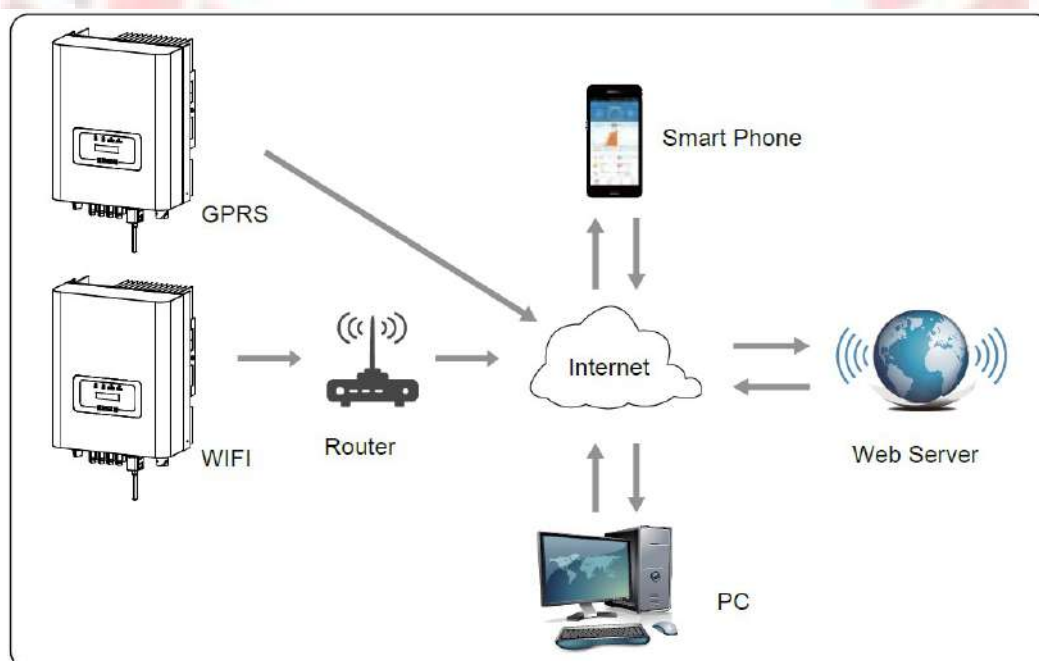 GPRS
Smart Phone
Internet
WIFI
Router
Web Server
PC